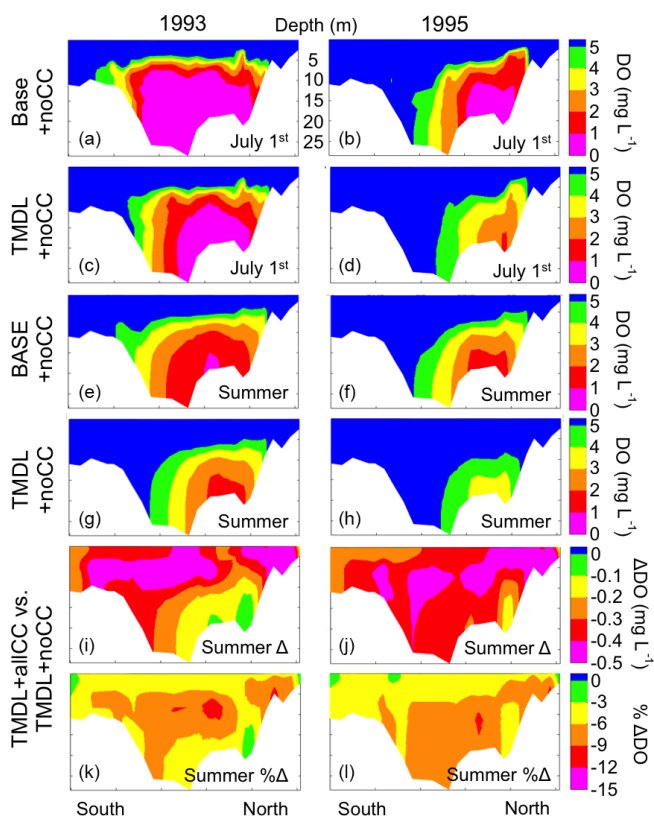 1993 Depth (m) 1995
Base
+noCC
(a) July 1st
5
10
15
20
25
(b) July 1st
5
4
3
2
1
0
DO (mg L-1)
TMDL
+noCC
(c) July 1st
(d) July 1st
5
4
3
2
1
0
DO (mg L-1)
BASE
+noCC
(e) Summer
(f) Summer
5
4
3
2
1
0
DO (mg L-1)
TMDL
+noCC
(g) Summer
(h) Summer
5
4
3
2
1
0
DO (mg L-1)
TMDL+allCC vs.
TMDL+noCC
(i) Summer Δ
(j) Summer Δ
0
-0.1
-0.2
-0.3
-0.4
-0.5
ΔDO (mg L-1)
(k) Summer %Δ
(l) Summer %Δ
0
-3
-6
-9
-12
-15
% ΔDO
South North South North